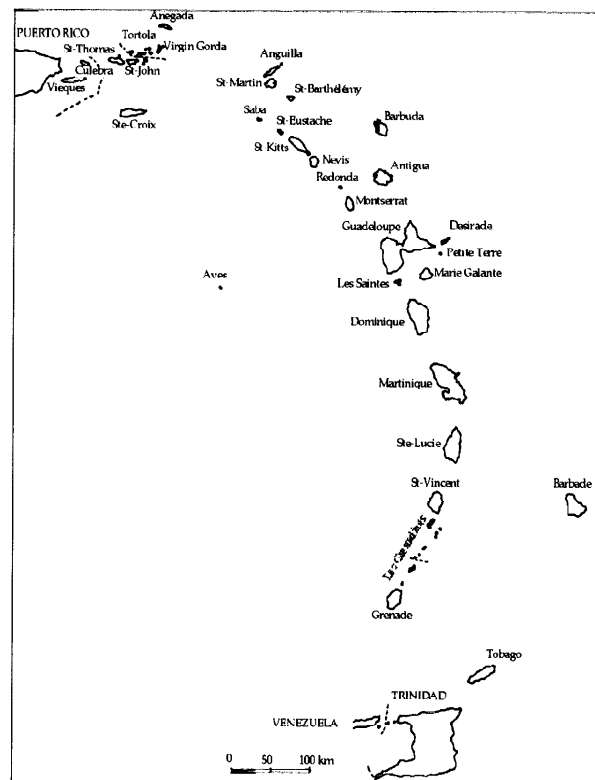 Anegada
PUERTO RICO
Tortola
Virgin Gorda
St-Thomas
Culebra
St-John
Vieques
Ste-Croix
Anguilla
St-Martin
St-Barthélémy
Saba
St-Eustache
St Kitts
Nevis
Redonda
Montserrat
Barbuda
Antigua
Guadeloupe
Desirade
Petite Terre
Marie Galante
Les Saintes
Aves
Dominique
Martinique
Ste-Lucie
St-Vincent
Barbade
Les Grenadines
Grenade
Tobago
TRINIDAD
VENEZUELA
0 50 100 km